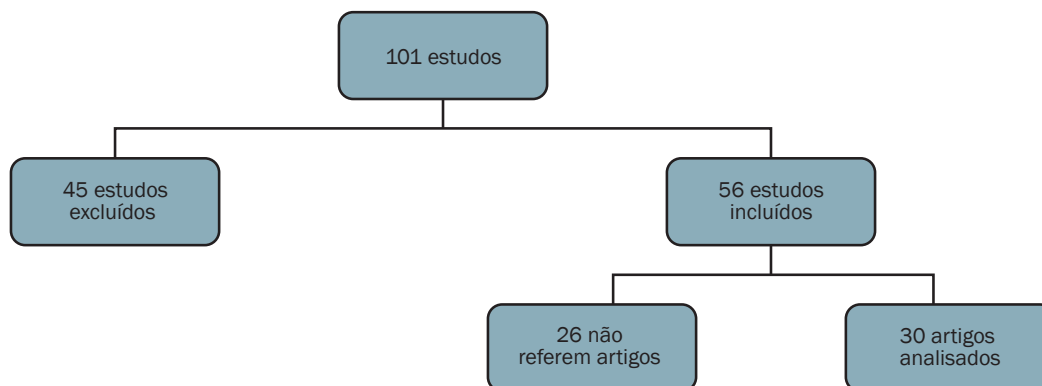 101 estudos
45 estudos
excluídos
56 estudos
incluídos
26 não
referem artigos
30 artigos
analisados